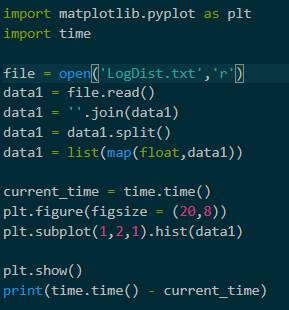 import matplotlib.pyplot as plt
import time
file = open('LogDist.txt','r')
data1 = file.read()
data1 = ''.join(data1)
data1 = data1.split()
data1 = list(map(float,data1))
current_time = time.time()
plt.figure(figsize = (20,8))
plt.subplot(1,2,1).hist(data1)
plt.show()
print(time.time() - current_time)